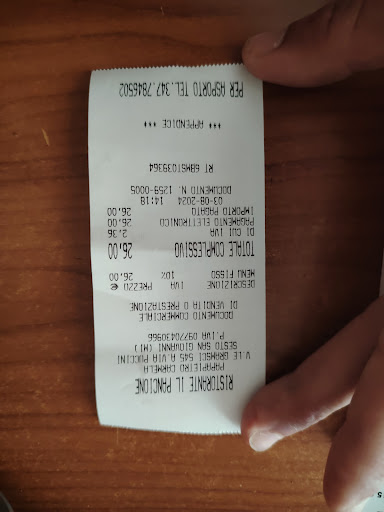 RISTORANTE IL PANCIONE
PAPAPIETRO CARMELA
V.LE GRAMSCI 545 A.VIA PUCCINI
SESTO SAN GIOVANNI (MI)
P.IVA 09770430966
DOCUMENTO COMMERCIALE
DI VENDITA O PRESTAZIONE
DESCRIZIONE IVA PREZZO €
MENU FISSO 10% 26,00
TOTALE COMPLESSIVO 26,00
DI CUI IVA 2,36
PAGAMENTO ELETTRONICO 26,00
IMPORTO PAGATO 26,00
03-08-2024 14:18
DOCUMENTO N. 1259-0005
RT 6BMST039364
*** APPENDICE ***
PER ASPORTO TEL.347.7846502